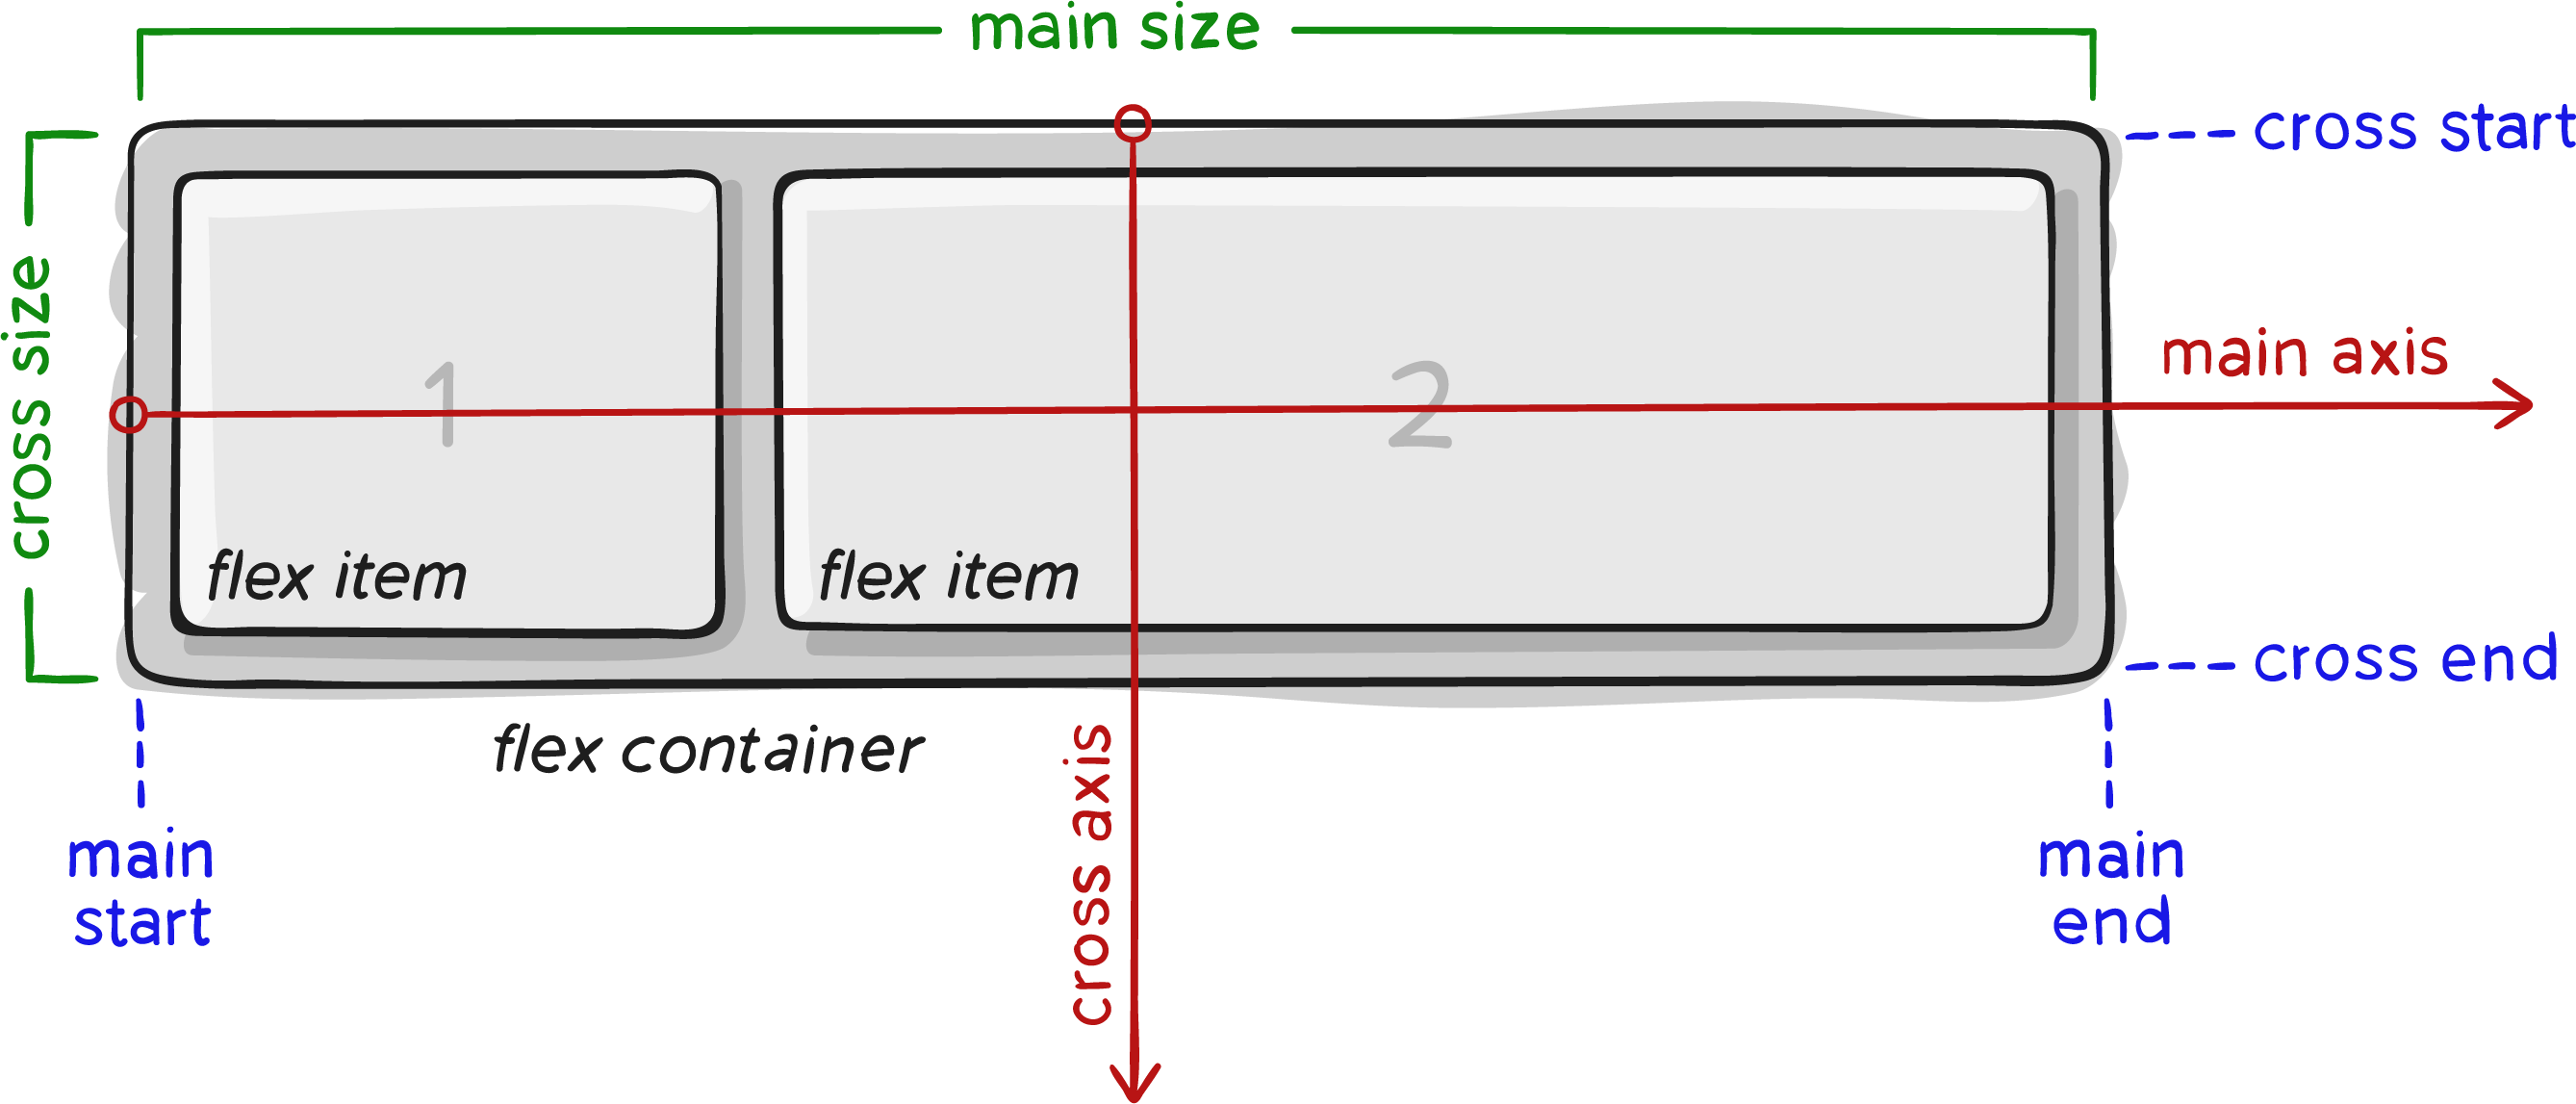 main size
cross start
cross size
main axis
1
2
flex item
flex item
cross end
flex container
cross axis
main
start
main
end